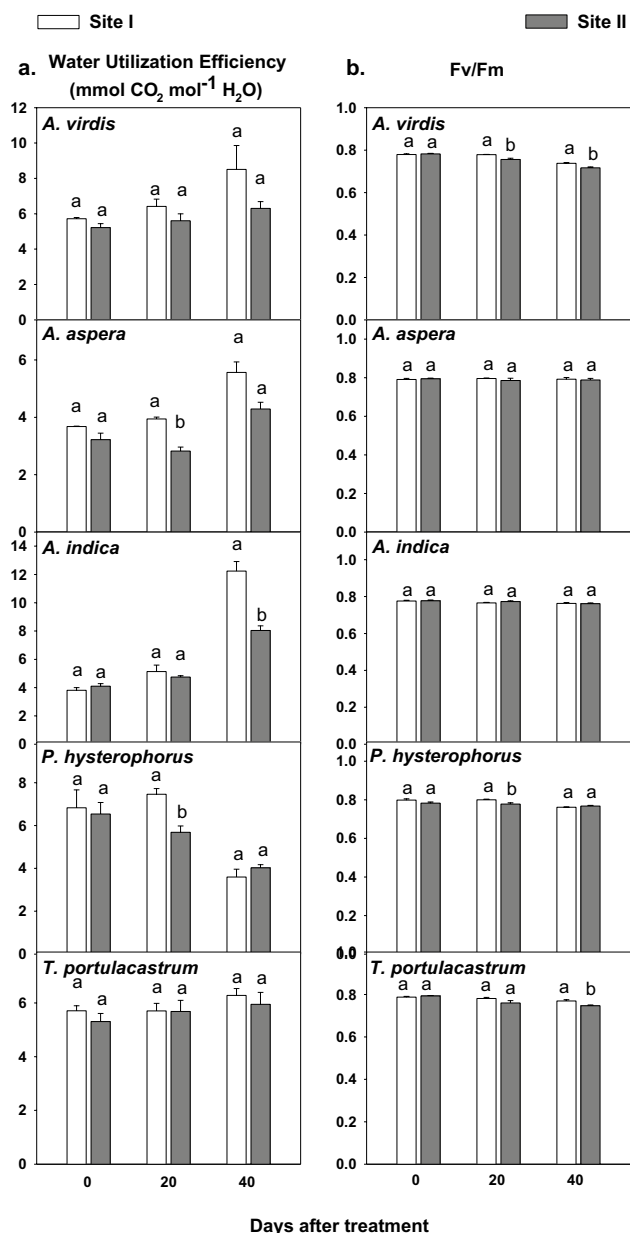 Site I
Site II
a. Water Utilization Efficiency
(mmol CO2 mol-1 H2O)
b. Fv/Fm
A. virdis
12
10
8
6
4
2
0
a a a a a a
A. virdis
1.0
0.8
0.6
0.4
0.2
0.0
a a a b a b
A. aspera
6
4
2
0
a a a b a a
A. aspera
1.0
0.8
0.6
0.4
0.2
0.0
a a a a a a
A. indica
14
12
10
8
6
4
2
0
a a a a a b
A. indica
1.0
0.8
0.6
0.4
0.2
0.0
a a a a a a
P. hysterophorus
8
6
4
2
0
a a a b a a
P. hysterophorus
1.0
0.8
0.6
0.4
0.2
0.0
a a a b a a
T. portulacastrum
6
4
2
0
a a a a a a
T. portulacastrum
1.0
0.8
0.6
0.4
0.2
0.0
a a a a a b
0 20 40
0 20 40
Days after treatment